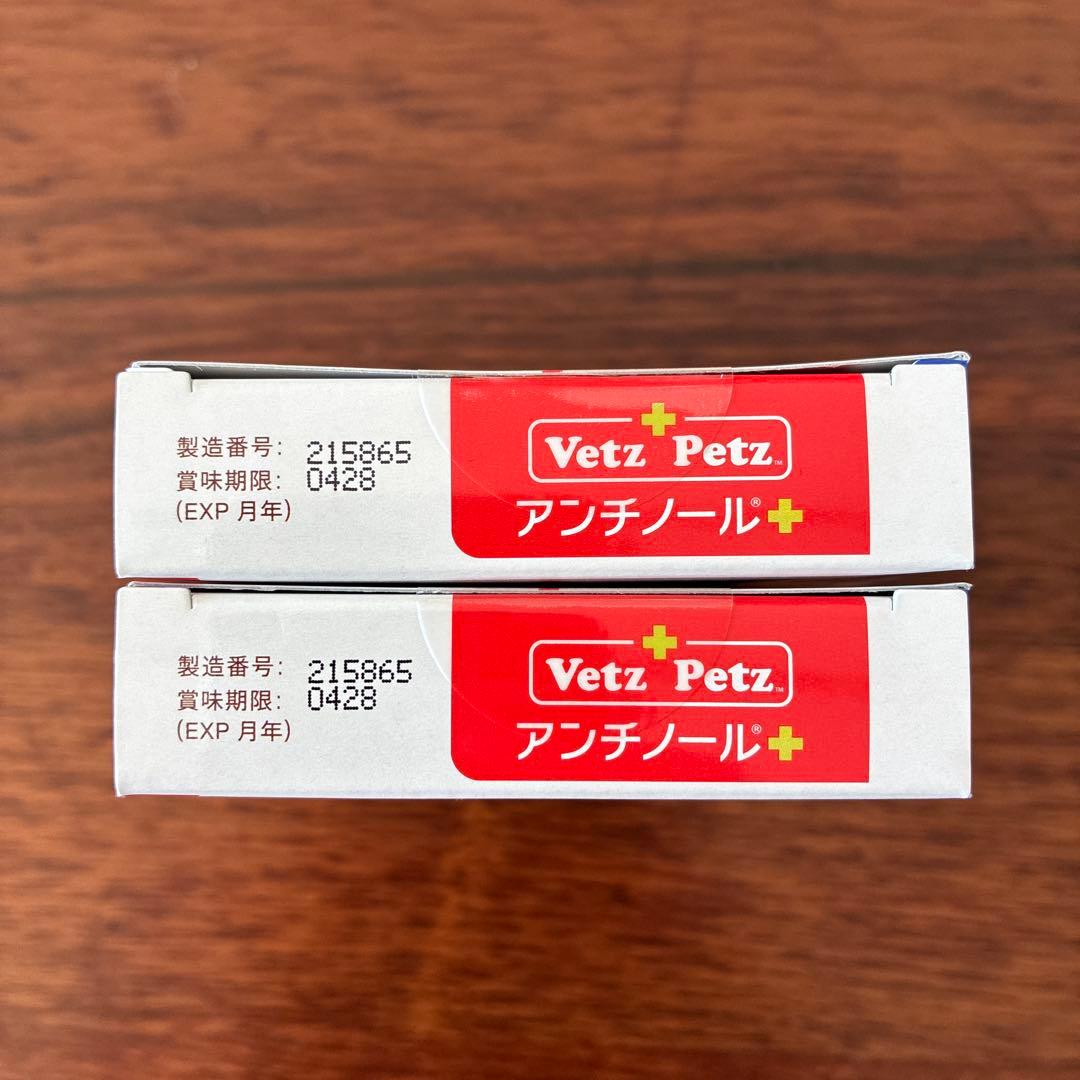 製造番号: 215865
賞味期限: 0428
(EXP 月年)
Vetz Petz™
アンチノール®+
製造番号: 215865
賞味期限: 0428
(EXP 月年)
Vetz Petz™
アンチノール®+